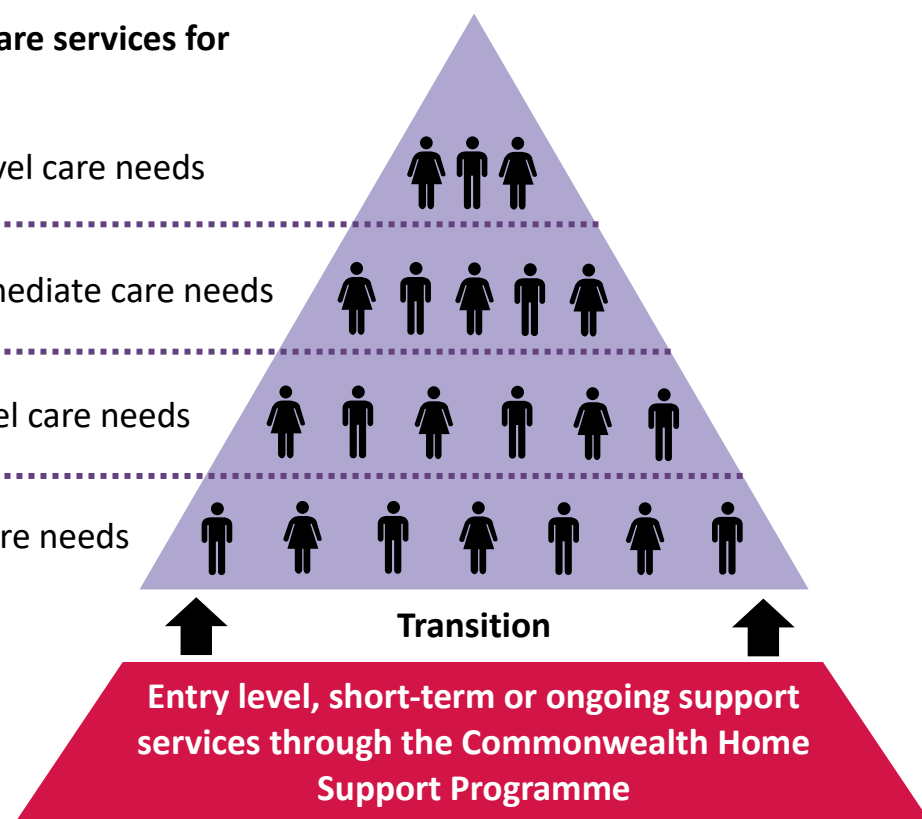 are services for
vel care needs
mediate care needs
el care needs
re needs
Transition
Entry level, short-term or ongoing support
services through the Commonwealth Home
Support Programme